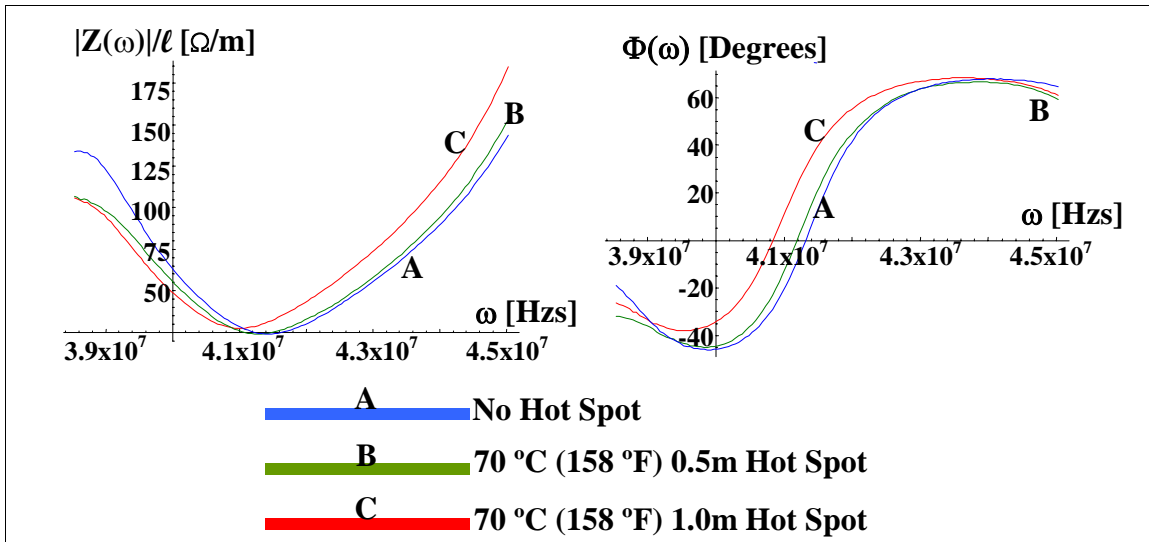 |Z(ω)|/ℓ [Ω/m]
175
150
125
100
75
50
B
C
A
ω [Hzs]
3.9x10⁷ 4.1x10⁷ 4.3x10⁷ 4.5x10⁷
Φ(ω) [Degrees]
60
40
20
-20
-40
C
B
A
ω [Hzs]
3.9x10⁷ 4.1x10⁷ 4.3x10⁷ 4.5x10⁷
A No Hot Spot
B 70 ºC (158 ºF) 0.5m Hot Spot
C 70 ºC (158 ºF) 1.0m Hot Spot